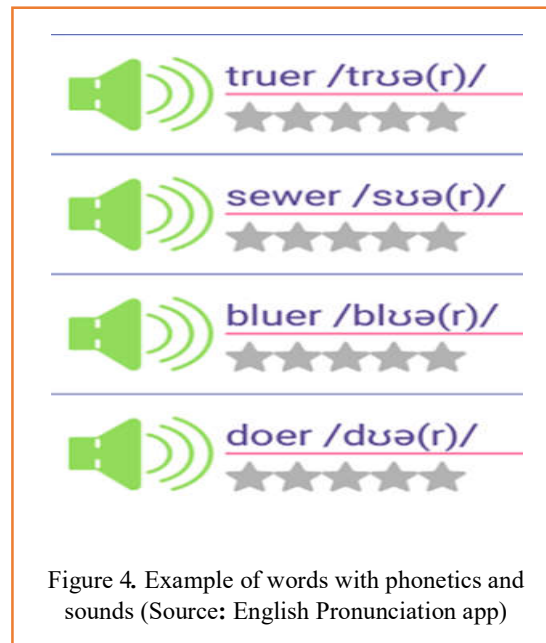 truer /trʊə(r)/
sewer /sʊə(r)/
bluer /blʊə(r)/
doer /dʊə(r)/
Figure 4. Example of words with phonetics and
sounds (Source: English Pronunciation app)